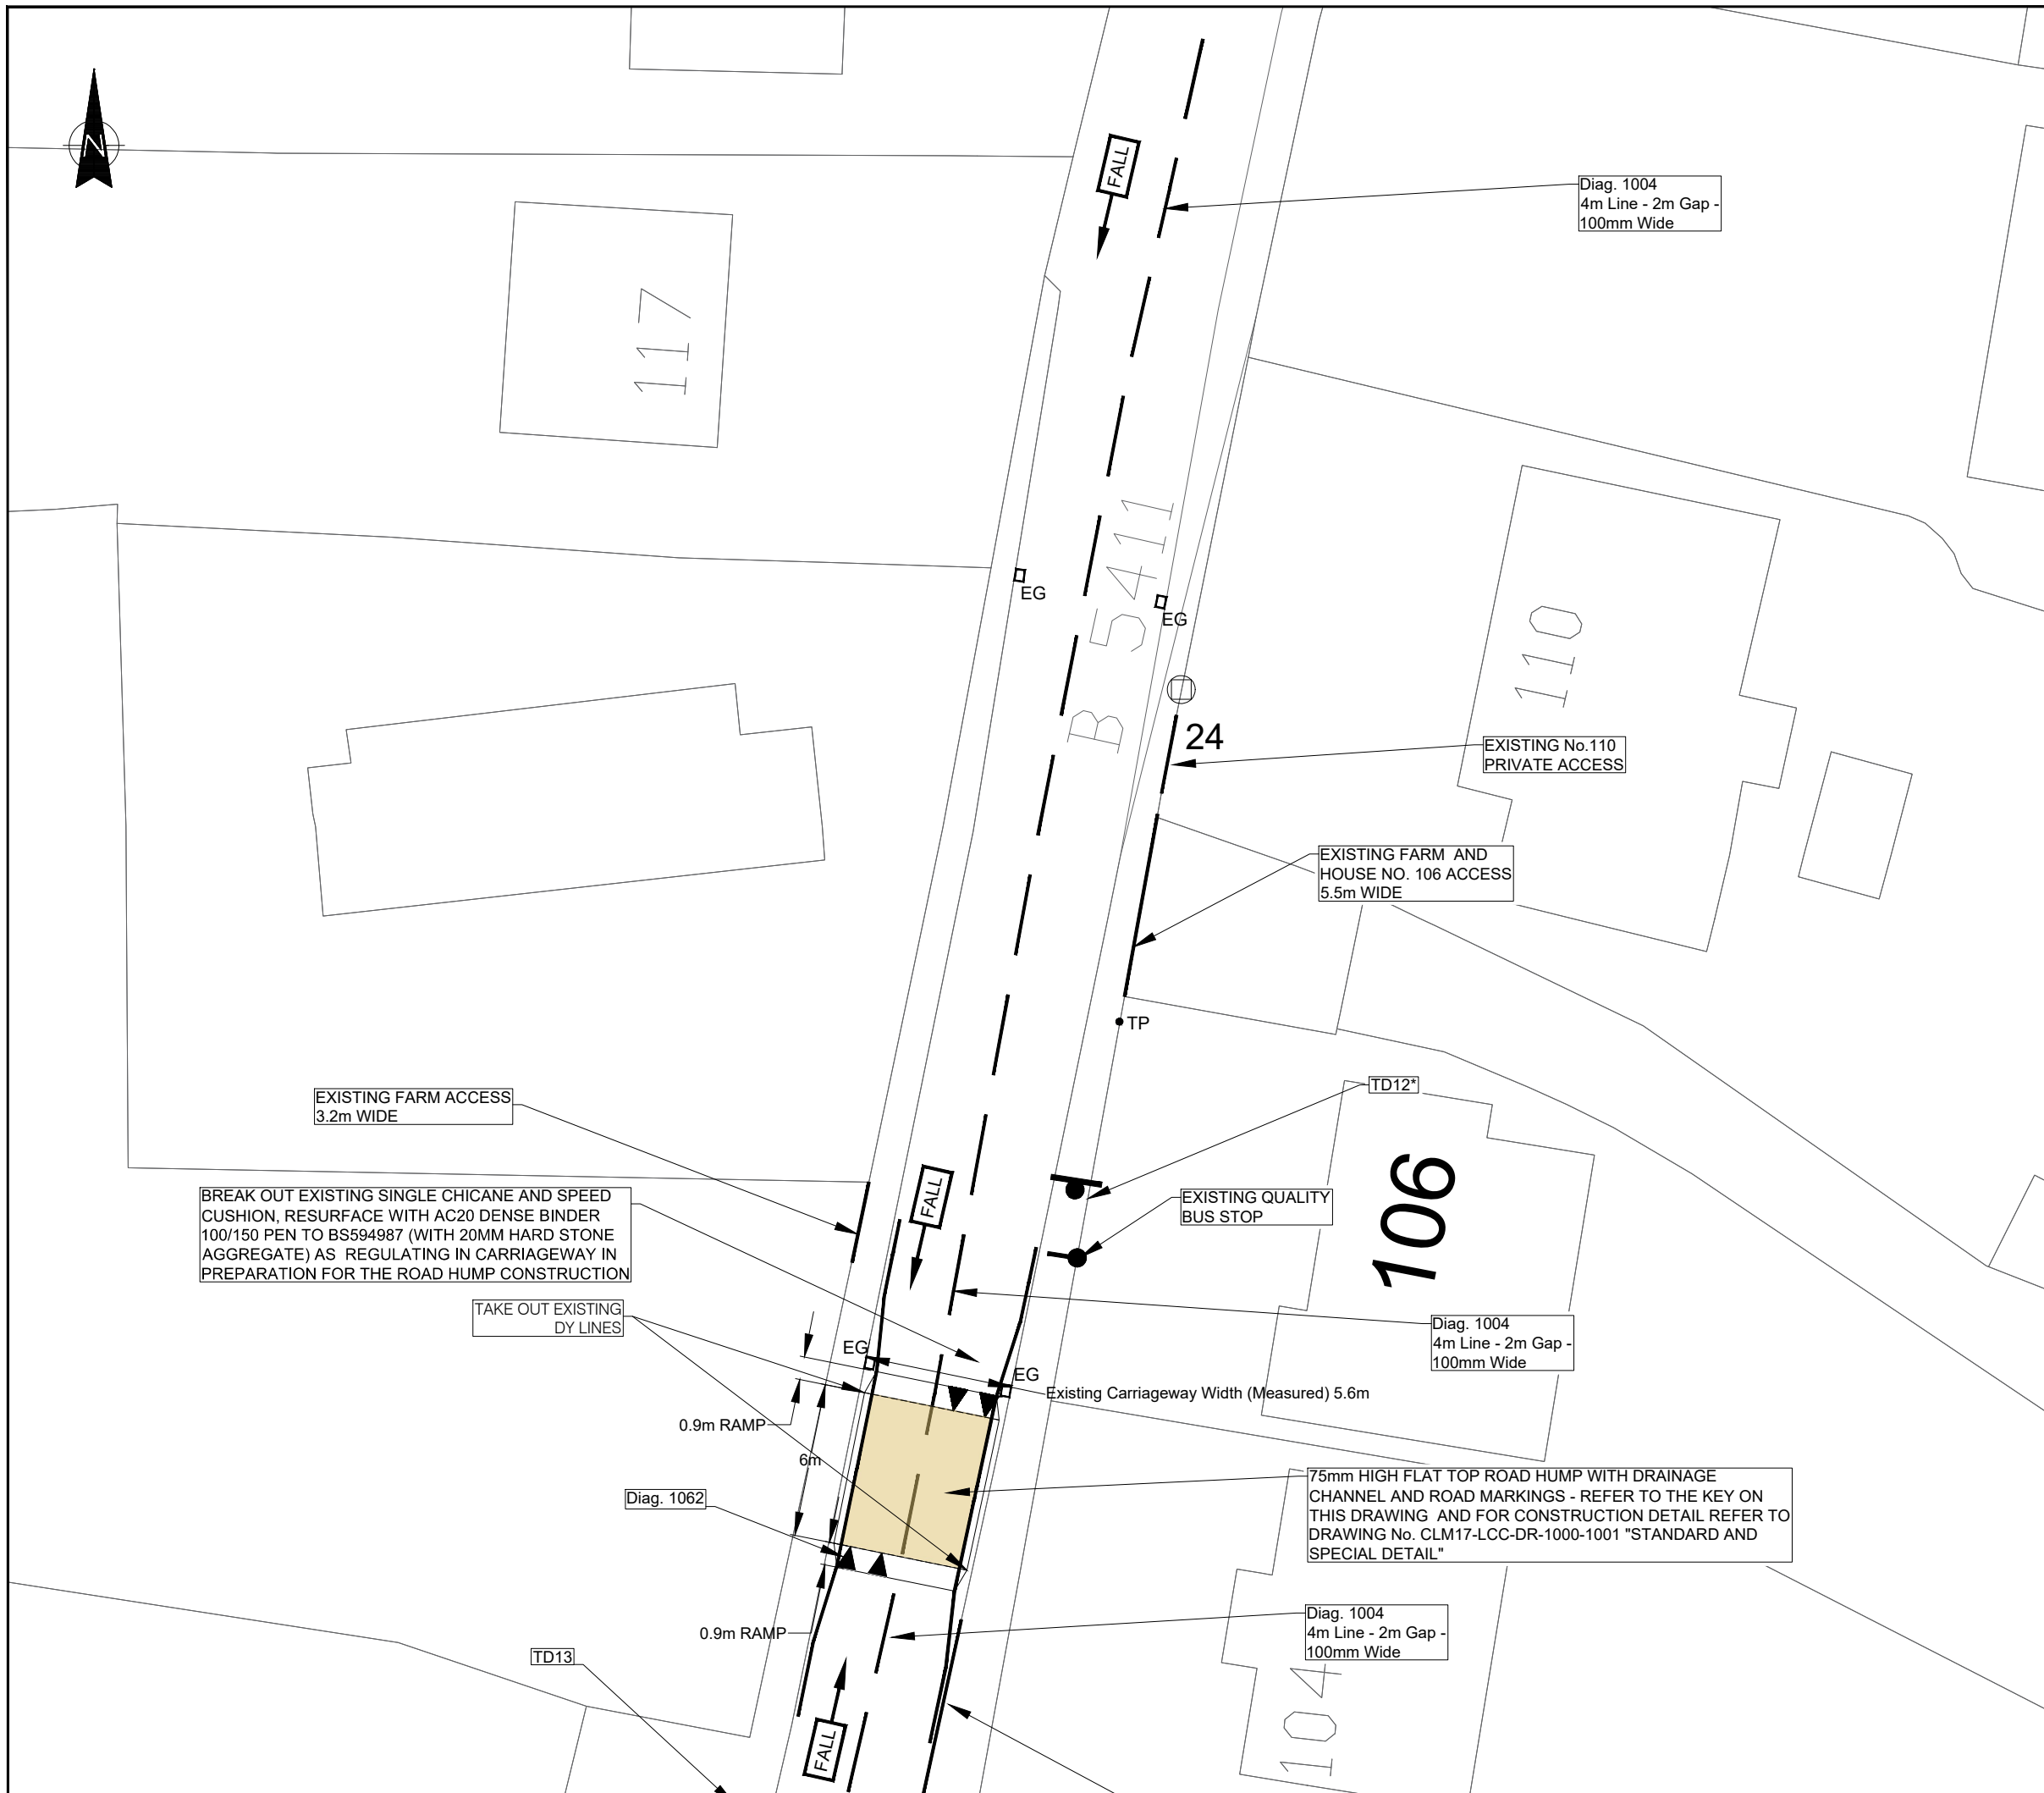 N
FALL
Diag. 1004
4m Line - 2m Gap -
100mm Wide
117
B 5411
EG
EG
110
24
EXISTING No.110
PRIVATE ACCESS
EXISTING FARM AND
HOUSE NO. 106 ACCESS
5.5m WIDE
TP
TD12*
EXISTING FARM ACCESS
3.2m WIDE
106
FALL
BREAK OUT EXISTING SINGLE CHICANE AND SPEED
CUSHION, RESURFACE WITH AC20 DENSE BINDER
100/150 PEN TO BS594987 (WITH 20MM HARD STONE
AGGREGATE) AS REGULATING IN CARRIAGEWAY IN
PREPARATION FOR THE ROAD HUMP CONSTRUCTION
EXISTING QUALITY
BUS STOP
TAKE OUT EXISTING
DY LINES
Diag. 1004
4m Line - 2m Gap -
100mm Wide
EG
EG
Existing Carriageway Width (Measured) 5.6m
0.9m RAMP
6m
Diag. 1062
75mm HIGH FLAT TOP ROAD HUMP WITH DRAINAGE
CHANNEL AND ROAD MARKINGS - REFER TO THE KEY ON
THIS DRAWING AND FOR CONSTRUCTION DETAIL REFER TO
DRAWING No. CLM17-LCC-DR-1000-1001 "STANDARD AND
SPECIAL DETAIL"
0.9m RAMP
Diag. 1004
4m Line - 2m Gap -
100mm Wide
TD13
104
FALL